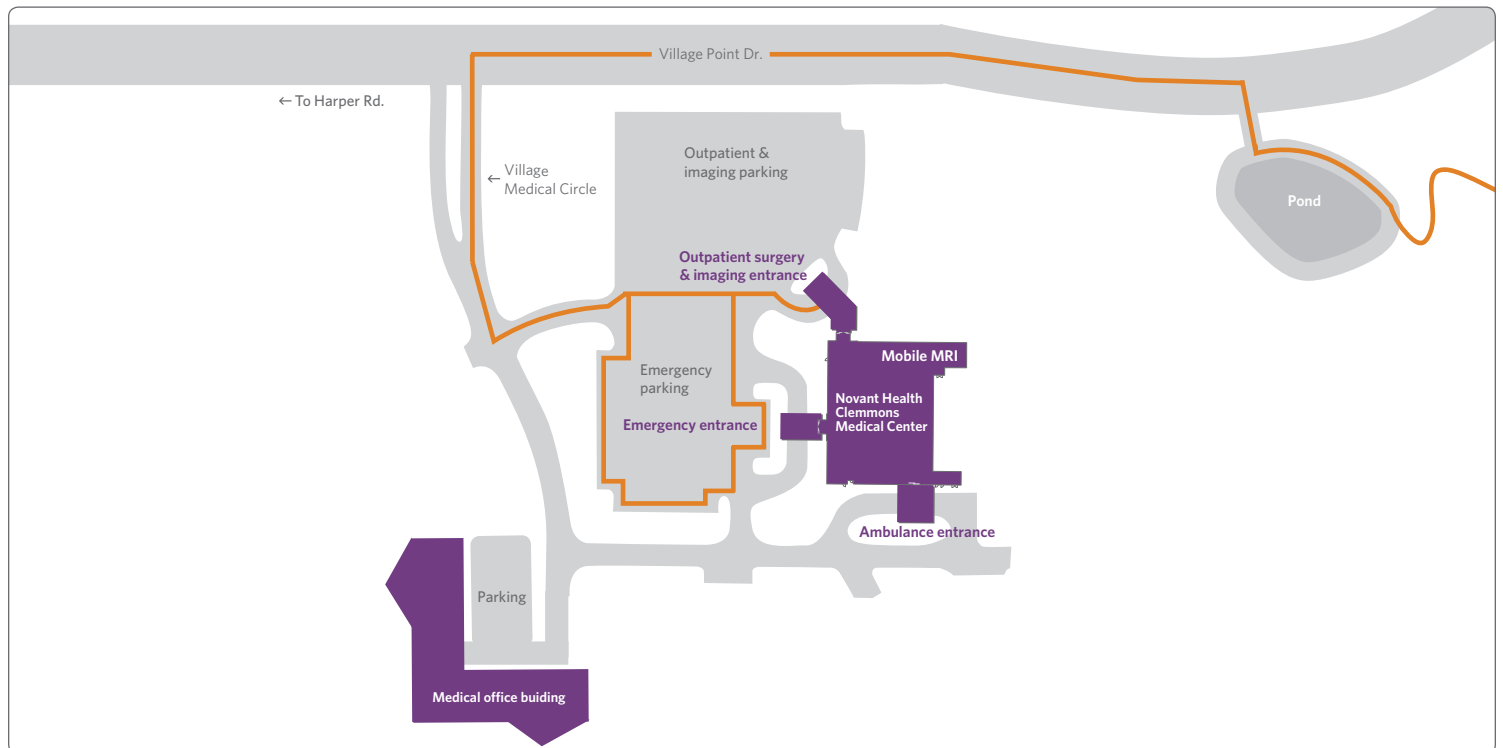 Village Point Dr.
← To Harper Rd.
Outpatient &
imaging parking
← Village
Medical Circle
Pond
Outpatient surgery
& imaging entrance
Mobile MRI
Emergency
parking
Novant Health
Clemmons
Medical Center
Emergency entrance
Ambulance entrance
Parking
Medical office buiding